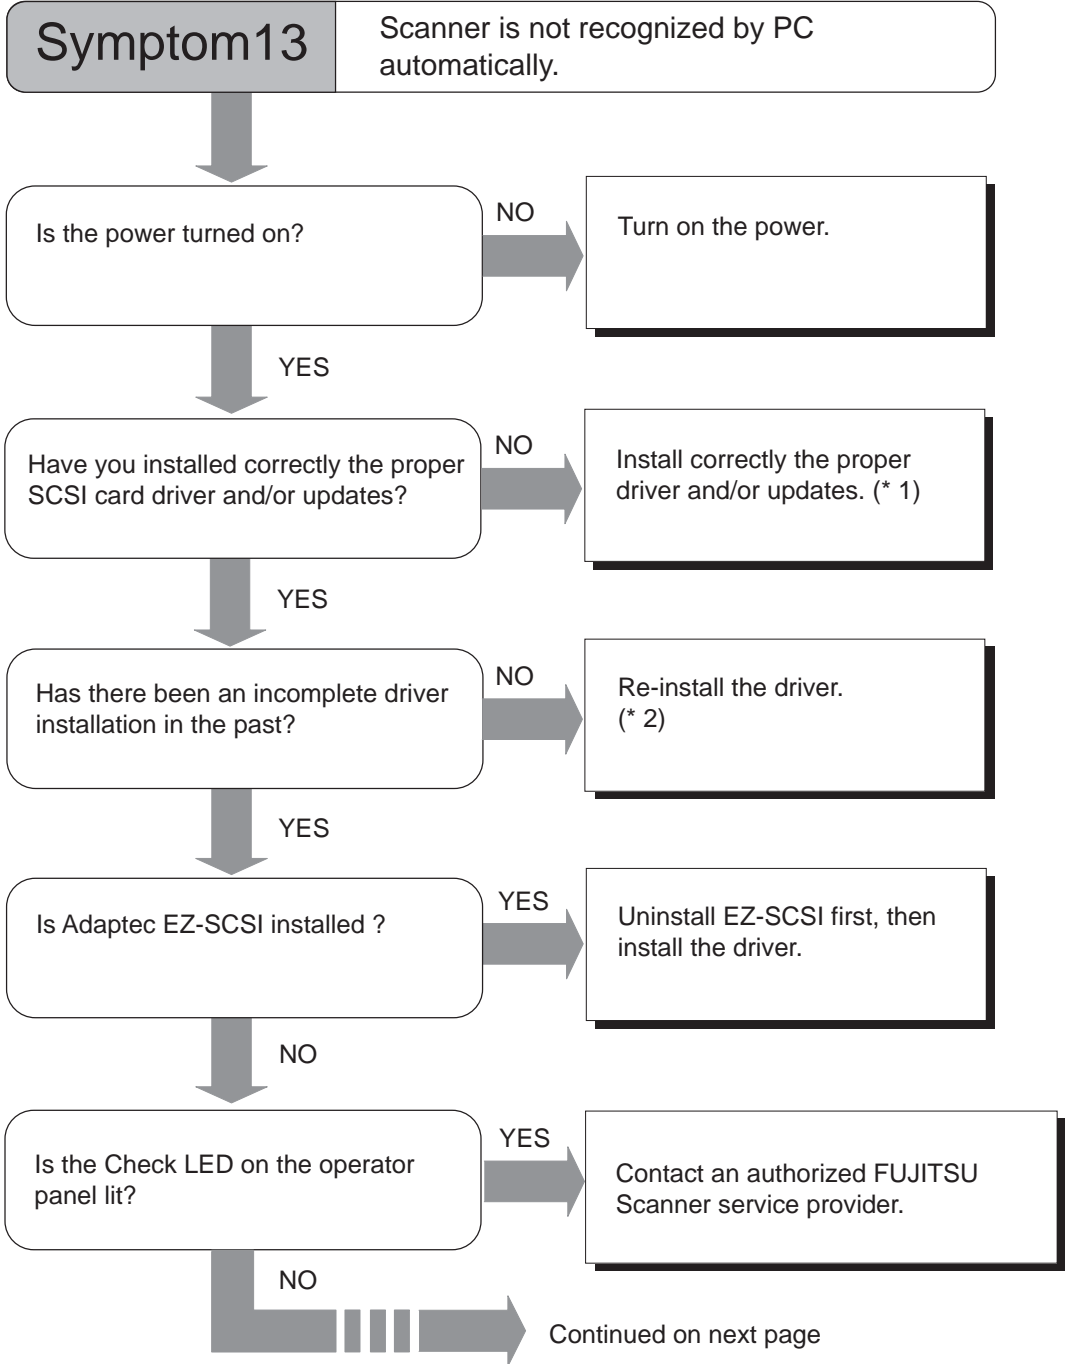 Symptom13
Scanner is not recognized by PC
automatically.
Is the power turned on?
NO
Turn on the power.
YES
Have you installed correctly the proper
SCSI card driver and/or updates?
NO
Install correctly the proper
driver and/or updates. (* 1)
YES
Has there been an incomplete driver
installation in the past?
NO
Re-install the driver.
(* 2)
YES
Is Adaptec EZ-SCSI installed ?
YES
Uninstall EZ-SCSI first, then
install the driver.
NO
Is the Check LED on the operator
panel lit?
YES
Contact an authorized FUJITSU
Scanner service provider.
NO
Continued on next page